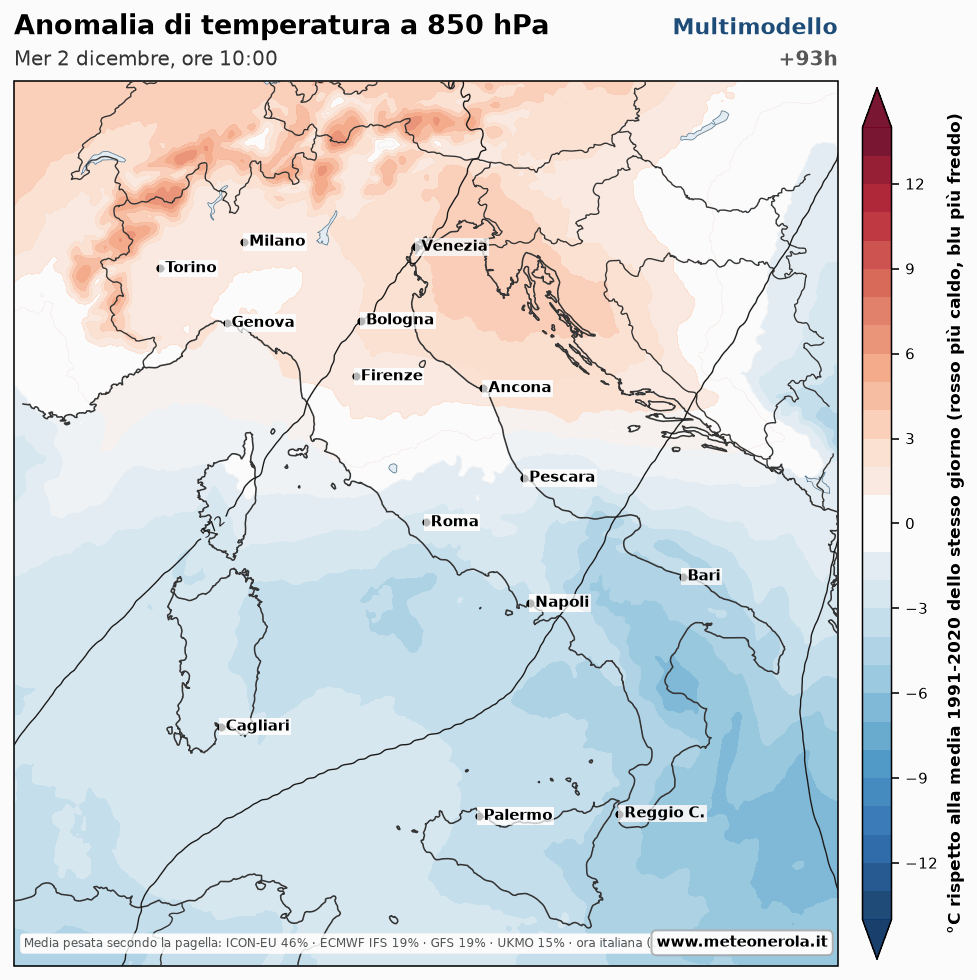 Anomalia di temperatura a 850 hPa
Multimodello
Mer 2 dicembre, ore 10:00
+93h
Milano
Venezia
Torino
Genova
Bologna
Firenze
Ancona
Pescara
Roma
Bari
Napoli
Cagliari
Palermo
Reggio C.
12
9
6
3
0
−3
−6
−9
−12
°C rispetto alla media 1991-2020 dello stesso giorno (rosso più caldo, blu più freddo)
Media pesata secondo la pagella: ICON-EU 46% · ECMWF IFS 19% · GFS 19% · UKMO 15% · ora italiana (
www.meteonerola.it